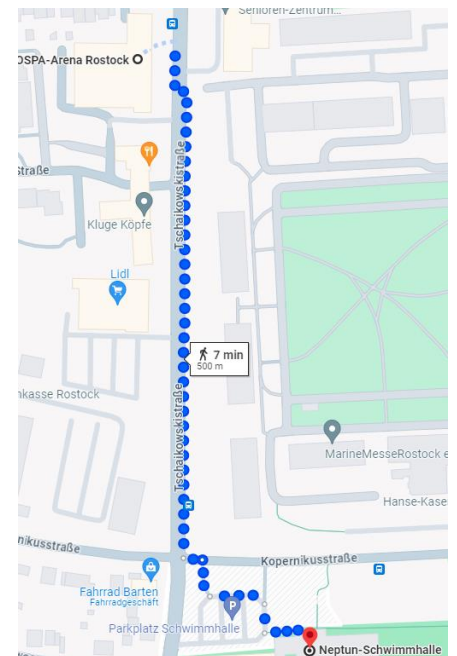 Senioren-Zentrum...
OSPA-Arena Rostock
Tschaikowskistraße
straße
Kluge Köpfe
Lidl
7 min
500 m
nkasse Rostock
Tschaikowskistraße
MarineMesseRostock e
Hanse-Kase
nikusstraße
Kopernikusstraße
Fahrrad Barten
Fahrradgeschäft
P
Parkplatz Schwimmhalle
Neptun-Schwimmhalle